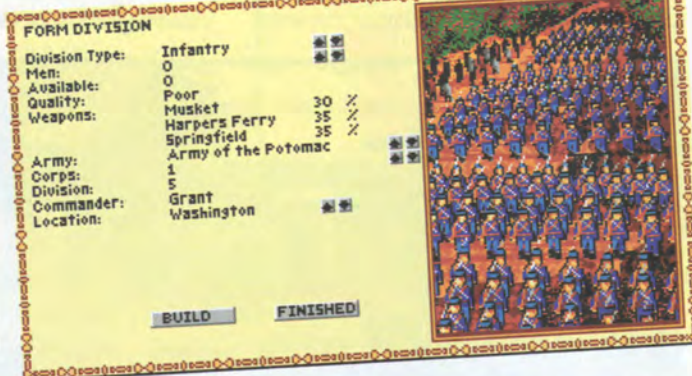 FORM DIVISION
Division Type: Infantry
Men: 0
Available: 0
Quality: Poor
Weapons: Musket 30 %
Harpers Ferry 35 %
Springfield 35 %
Army: Army of the Potomac
Corps: 1
Division: 5
Commander: Grant
Location: Washington
BUILD FINISHED